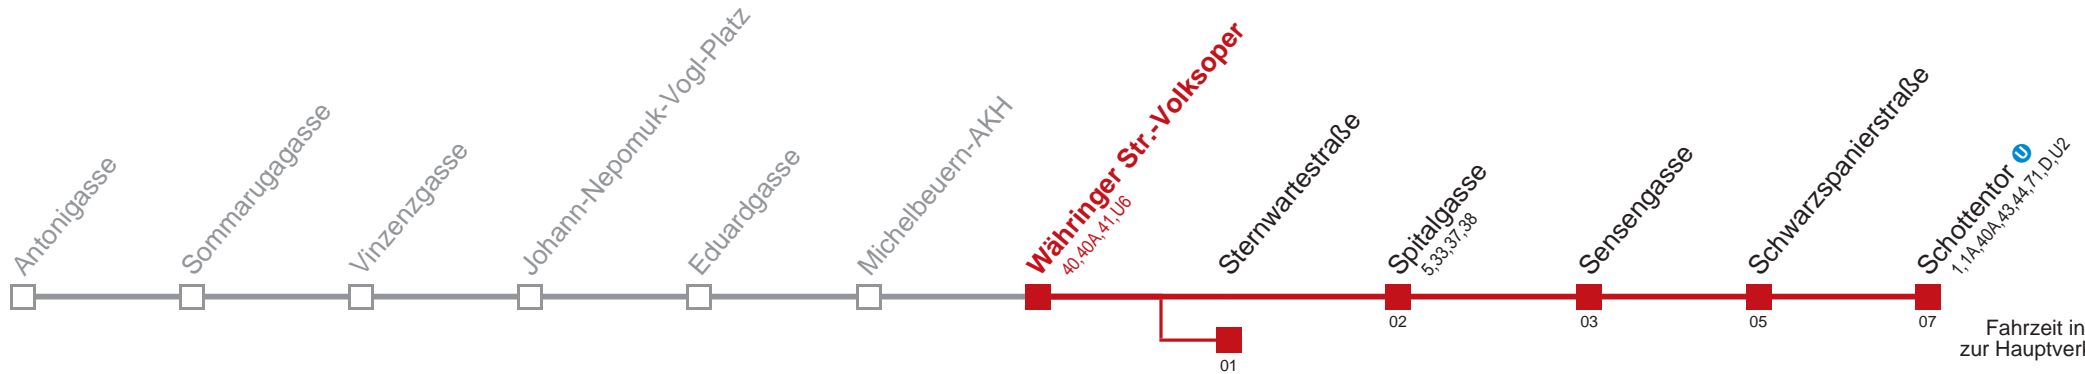 Antonigasse
Sommarugagasse
Vinzenzgasse
Johann-Nepomuk-Vogl-Platz
Eduardgasse
Michelbeuern-AKH
Währinger Str.-Volksoper
40,40A,41,U6
Sternwartestraße
01
Spitalgasse
5,33,37,38
02
Sensengasse
03
Schwarzspanierstraße
05
Schottentor U
1,1A,40A,43,44,71,D,U2
07
Fahrzeit in
zur Hauptverk